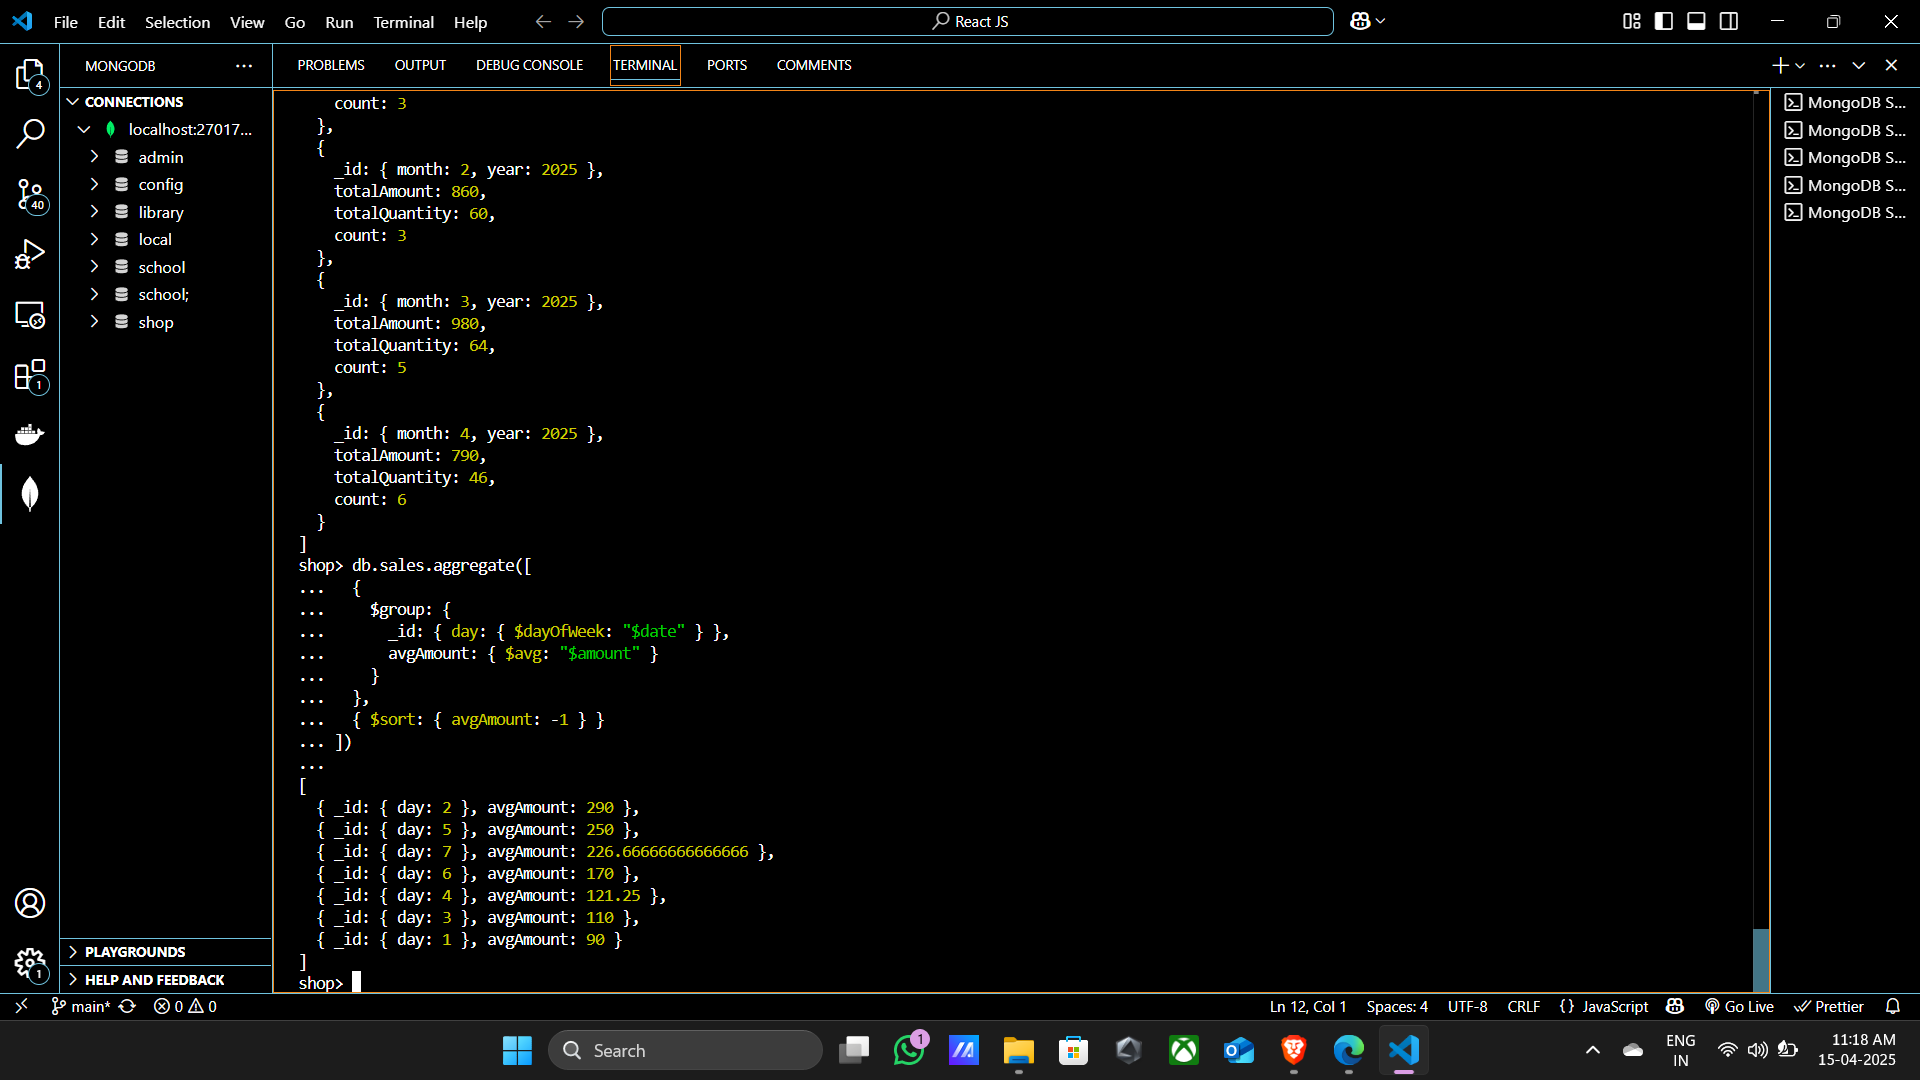 File Edit Selection View Go Run Terminal Help
React JS
MONGODB
PROBLEMS OUTPUT DEBUG CONSOLE TERMINAL PORTS COMMENTS
4
40
1
1
CONNECTIONS
localhost:27017...
admin
config
library
local
school
school;
shop
PLAYGROUNDS
HELP AND FEEDBACK
count: 3
},
{
_id: { month: 2, year: 2025 },
totalAmount: 860,
totalQuantity: 60,
count: 3
},
{
_id: { month: 3, year: 2025 },
totalAmount: 980,
totalQuantity: 64,
count: 5
},
{
_id: { month: 4, year: 2025 },
totalAmount: 790,
totalQuantity: 46,
count: 6
}
]
shop> db.sales.aggregate([
... {
... $group: {
... _id: { day: { $dayOfWeek: "$date" } },
... avgAmount: { $avg: "$amount" }
... }
... },
... { $sort: { avgAmount: -1 } }
... ])
...
[
{ _id: { day: 2 }, avgAmount: 290 },
{ _id: { day: 5 }, avgAmount: 250 },
{ _id: { day: 7 }, avgAmount: 226.66666666666666 },
{ _id: { day: 6 }, avgAmount: 170 },
{ _id: { day: 4 }, avgAmount: 121.25 },
{ _id: { day: 3 }, avgAmount: 110 },
{ _id: { day: 1 }, avgAmount: 90 }
]
shop>
MongoDB S...
MongoDB S...
MongoDB S...
MongoDB S...
MongoDB S...
main* 0 0
Ln 12, Col 1 Spaces: 4 UTF-8 CRLF {} JavaScript Go Live Prettier
Search
1
ENG
IN
11:18 AM
15-04-2025